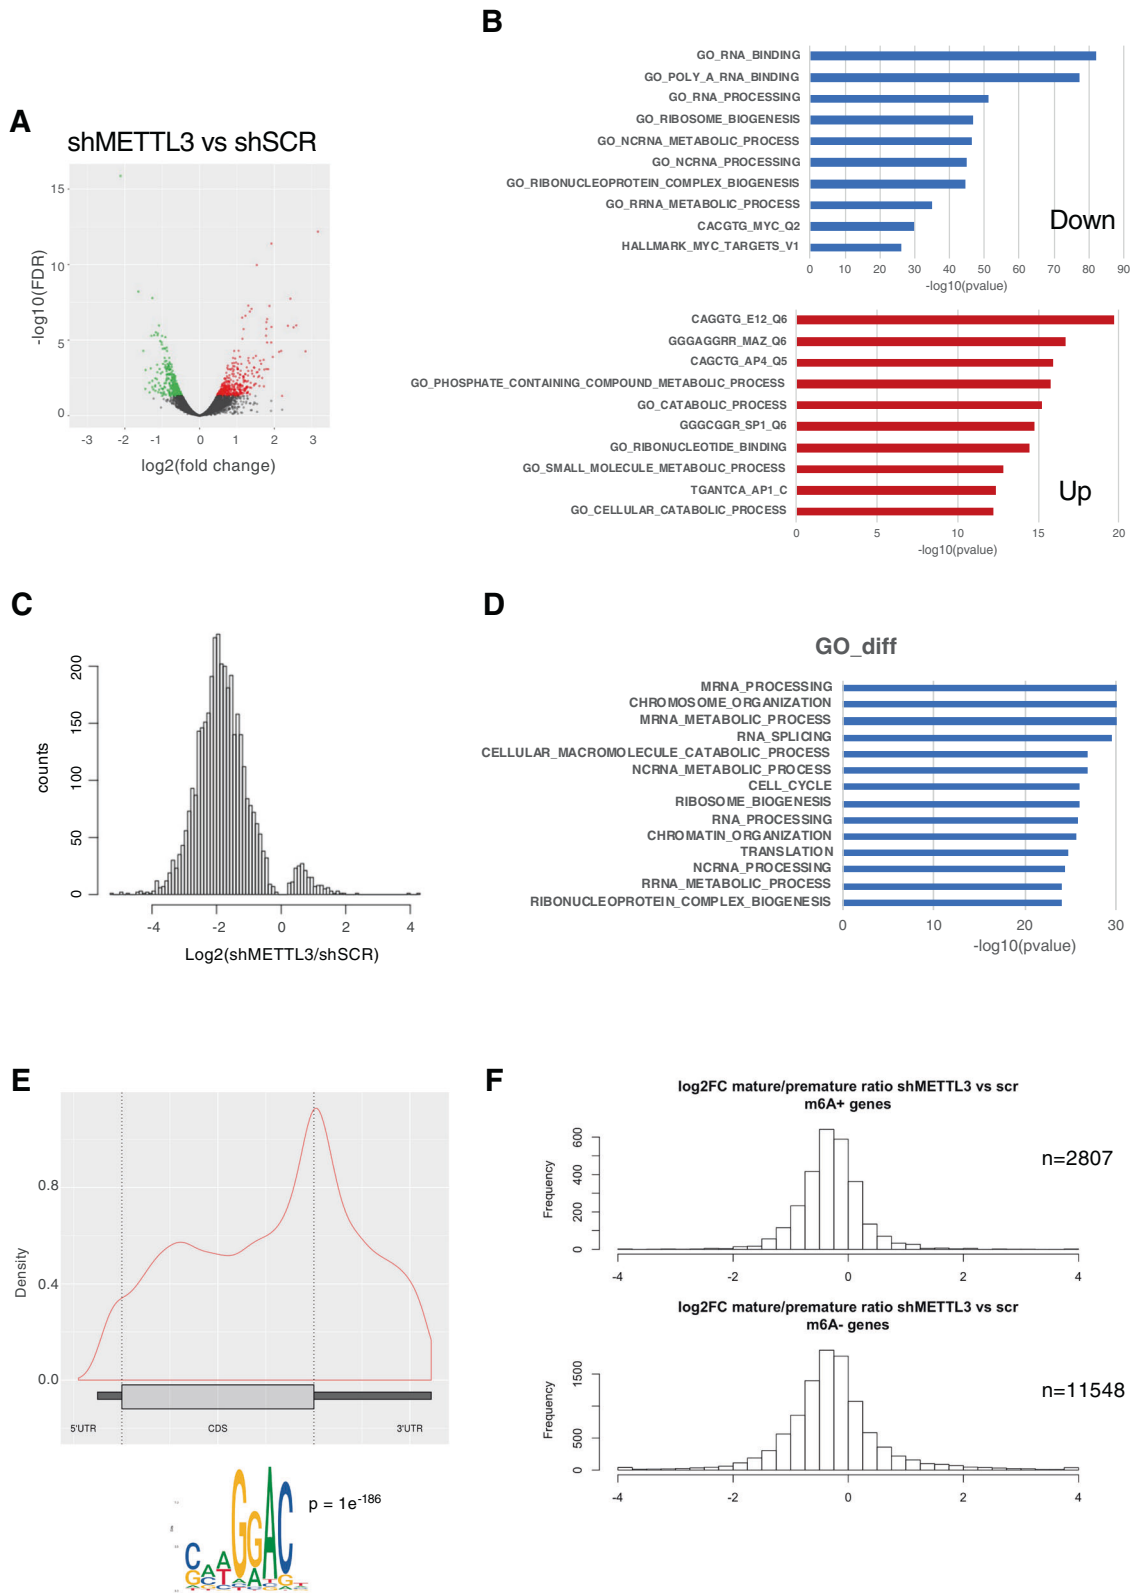 A
shMETTL3 vs shSCR
-log10(FDR)
15
10
5
0
-3
-2
-1
0
1
2
3
log2(fold change)
B
GO_RNA_BINDING
GO_POLY_A_RNA_BINDING
GO_RNA_PROCESSING
GO_RIBOSOME_BIOGENESIS
GO_NCRNA_METABOLIC_PROCESS
GO_NCRNA_PROCESSING
GO_RIBONUCLEOPROTEIN_COMPLEX_BIOGENESIS
GO_RRNA_METABOLIC_PROCESS
CACGTG_MYC_Q2
HALLMARK_MYC_TARGETS_V1
Down
0 10 20 30 40 50 60 70 80 90
-log10(pvalue)
CAGGTG_E12_Q6
GGGAGGRR_MAZ_Q6
CAGCTG_AP4_Q5
GO_PHOSPHATE_CONTAINING_COMPOUND_METABOLIC_PROCESS
GO_CATABOLIC_PROCESS
GGGCGGR_SP1_Q6
GO_RIBONUCLEOTIDE_BINDING
GO_SMALL_MOLECULE_METABOLIC_PROCESS
TGANTCA_AP1_C
GO_CELLULAR_CATABOLIC_PROCESS
Up
0 5 10 15 20
-log10(pvalue)
C
counts
200
150
100
50
0
-4 -2 0 2 4
Log2(shMETTL3/shSCR)
D
GO_diff
MRNA_PROCESSING
CHROMOSOME_ORGANIZATION
MRNA_METABOLIC_PROCESS
RNA_SPLICING
CELLULAR_MACROMOLECULE_CATABOLIC_PROCESS
NCRNA_METABOLIC_PROCESS
CELL_CYCLE
RIBOSOME_BIOGENESIS
RNA_PROCESSING
CHROMATIN_ORGANIZATION
TRANSLATION
NCRNA_PROCESSING
RRNA_METABOLIC_PROCESS
RIBONUCLEOPROTEIN_COMPLEX_BIOGENESIS
0 10 20 30
-log10(pvalue)
E
Density
0.8
0.4
0.0
5'UTR CDS 3'UTR
GGAC
p = 1e-186
F
log2FC mature/premature ratio shMETTL3 vs scr
m6A+ genes
n=2807
Frequency
600
400
200
0
-4 -2 0 2 4
log2FC mature/premature ratio shMETTL3 vs scr
m6A- genes
n=11548
Frequency
1500
500
0
-4 -2 0 2 4